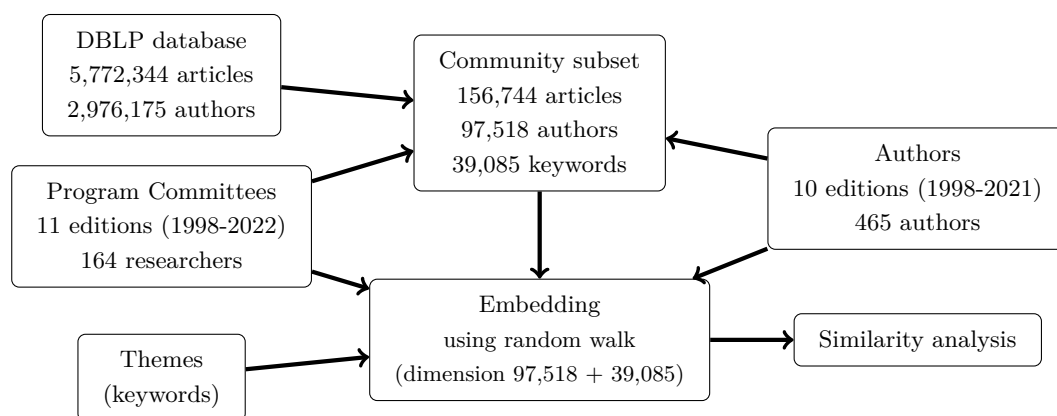 DBLP database
5,772,344 articles
2,976,175 authors
Community subset
156,744 articles
97,518 authors
39,085 keywords
Program Committees
11 editions (1998-2022)
164 researchers
Authors
10 editions (1998-2021)
465 authors
Embedding
using random walk
(dimension 97,518 + 39,085)
Similarity analysis
Themes
(keywords)